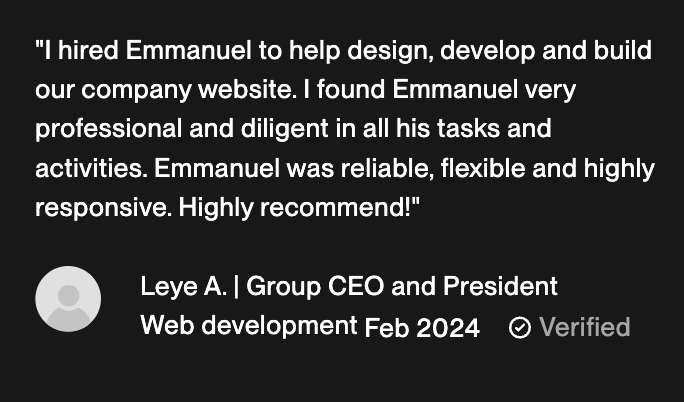 "I hired Emmanuel to help design, develop and build
our company website. I found Emmanuel very
professional and diligent in all his tasks and
activities. Emmanuel was reliable, flexible and highly
responsive. Highly recommend!"
Leye A. | Group CEO and President
Web development Feb 2024 Verified